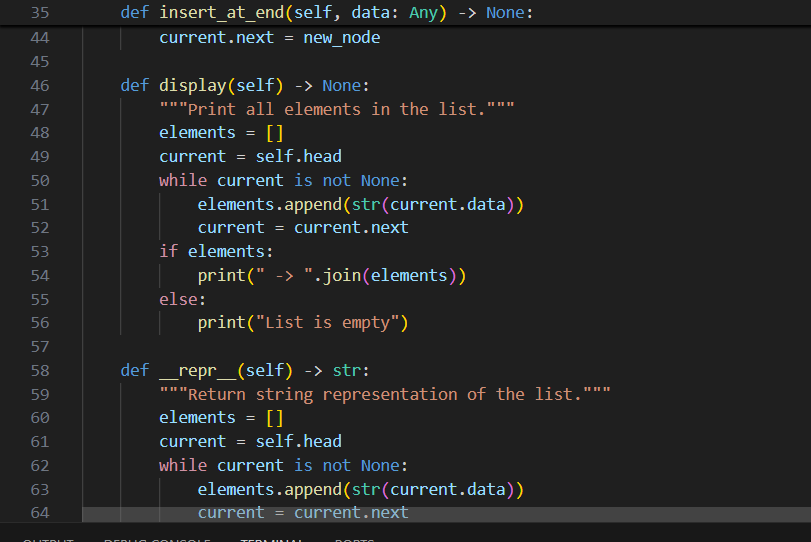 35 def insert_at_end(self, data: Any) -> None:
44 current.next = new_node
45
46 def display(self) -> None:
47 """Print all elements in the list."""
48 elements = []
49 current = self.head
50 while current is not None:
51 elements.append(str(current.data))
52 current = current.next
53 if elements:
54 print(" -> ".join(elements))
55 else:
56 print("List is empty")
57
58 def __repr__(self) -> str:
59 """Return string representation of the list."""
60 elements = []
61 current = self.head
62 while current is not None:
63 elements.append(str(current.data))
64 current = current.next
OUTPUT DEBUG CONSOLE TERMINAL PORTS